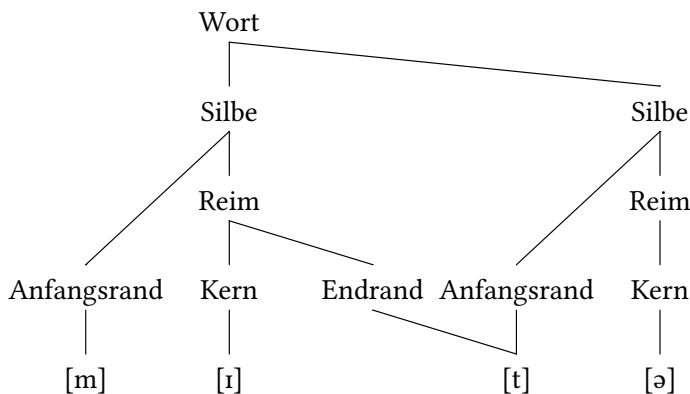 Wort
Silbe Silbe
Reim Reim
Anfangsrand Kern Endrand Anfangsrand Kern
[m] [ɪ] [t] [ə]